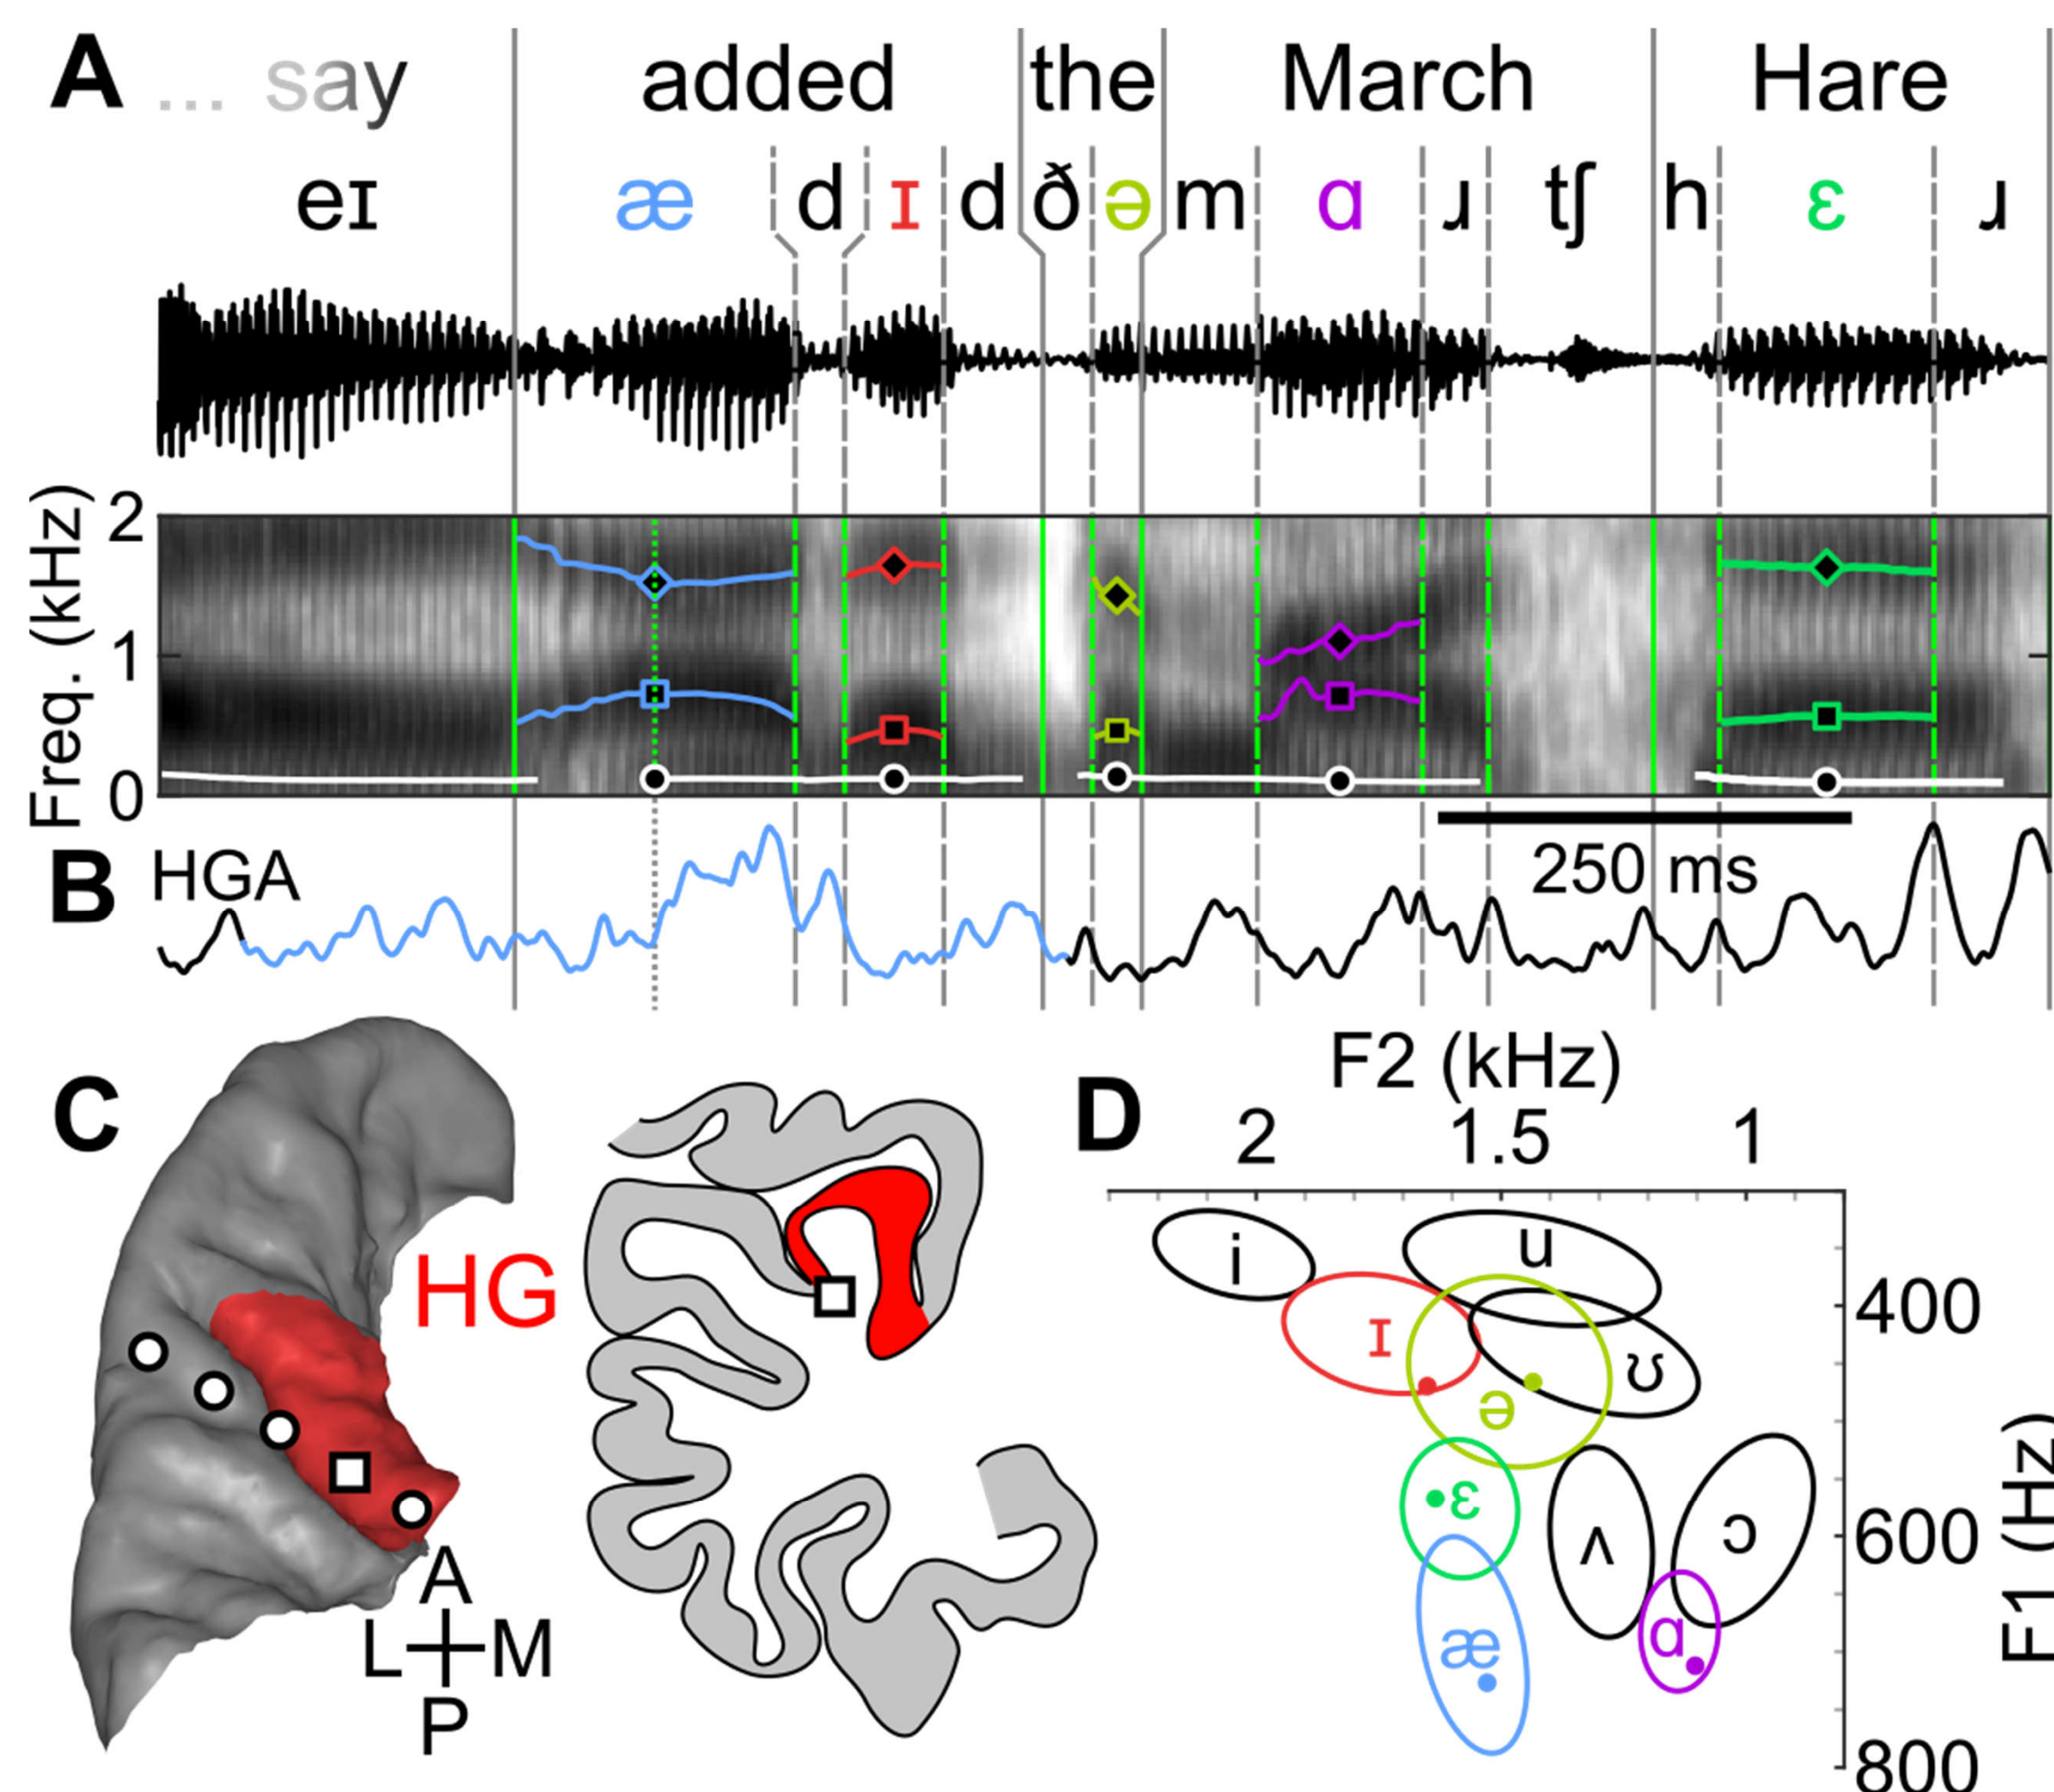 A ... say added the March Hare
eɪ æ d ɪ d ð ə m ɑ ɹ tʃ h ɛ ɹ
Freq. (kHz)
2
1
0
B HGA
250 ms
C
HG
A
L M
P
D
F2 (kHz)
2 1.5 1
i u
ɪ ʊ
ə
ɛ
ʌ ɔ
æ ɑ
400
600
800
F1 (Hz)